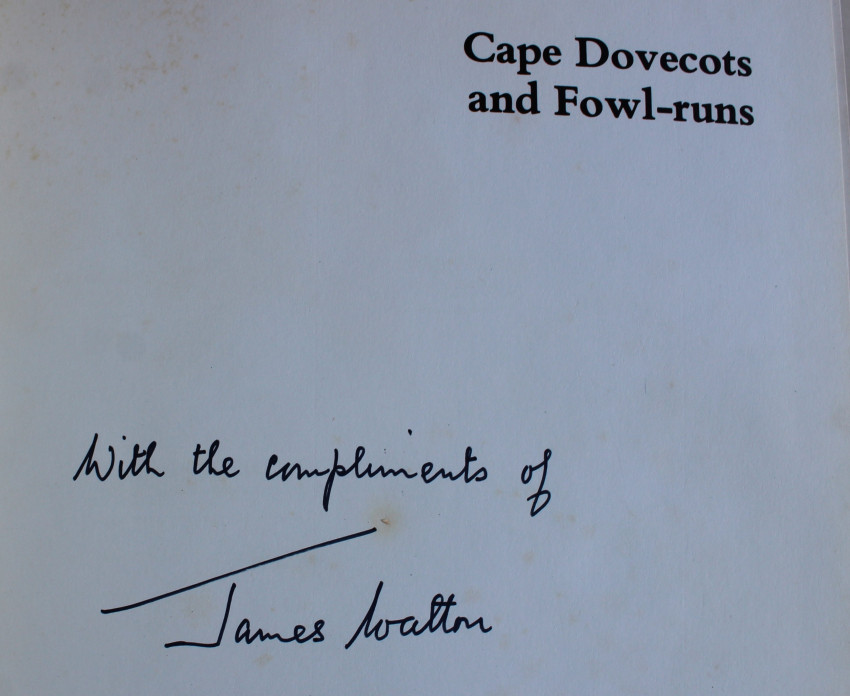 Cape Dovecots
and Fowl-runs
With the compliments of
James Walton